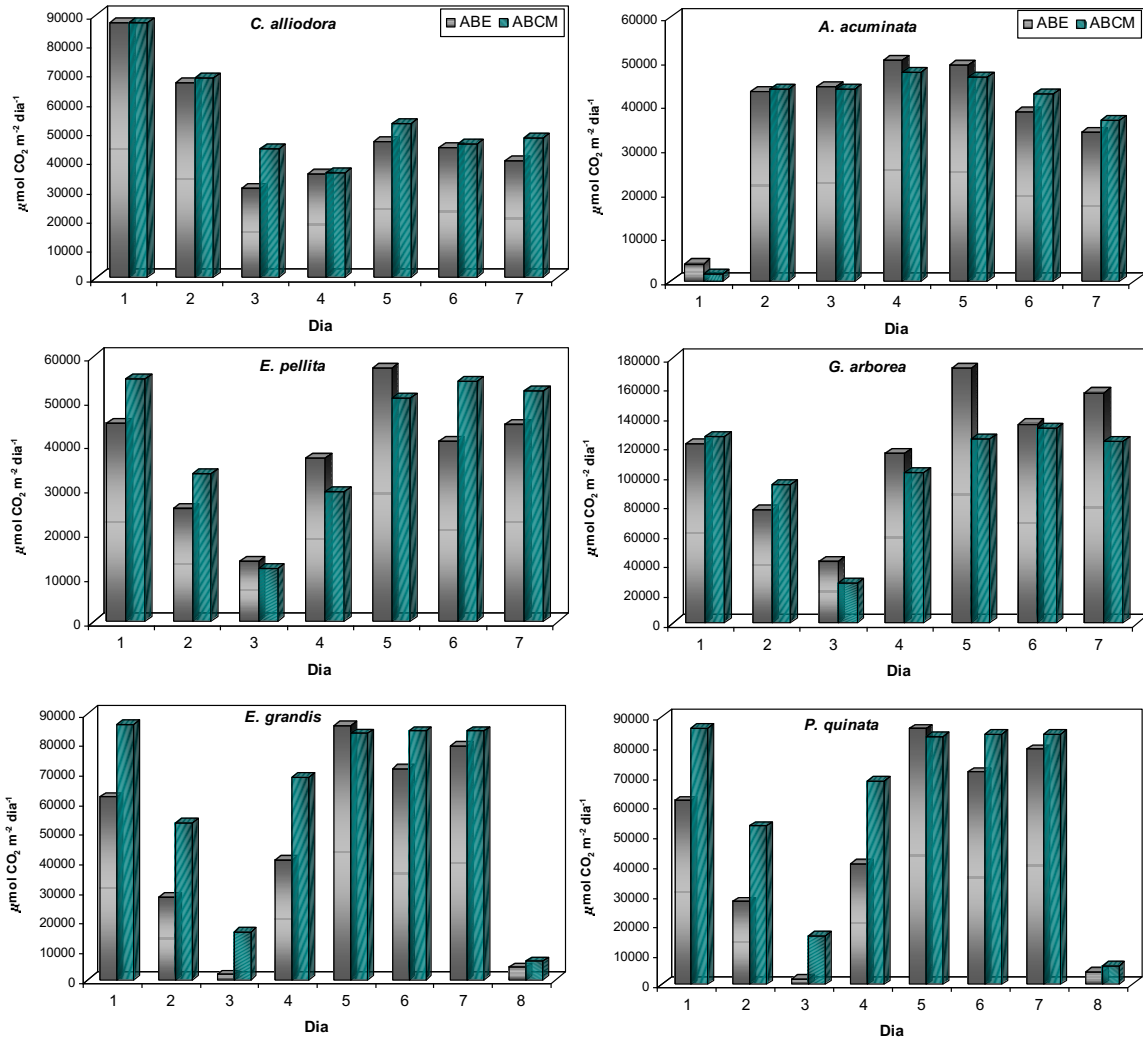 C. alliodora
ABE ABCM
90000
80000
70000
60000
50000
40000
30000
20000
10000
0
µmol CO2 m-2 dia-1
1 2 3 4 5 6 7
Dia
A. acuminata
ABE ABCM
60000
50000
40000
30000
20000
10000
0
µmol CO2 m-2 dia-1
1 2 3 4 5 6 7
Dia
E. pellita
60000
50000
40000
30000
20000
10000
0
µmol CO2 m-2 dia-1
1 2 3 4 5 6 7
Dia
G. arborea
180000
160000
140000
120000
100000
80000
60000
40000
20000
0
µmol CO2 m-2 dia-1
1 2 3 4 5 6 7
Dia
E. grandis
90000
80000
70000
60000
50000
40000
30000
20000
10000
0
µmol CO2 m-2 dia-1
1 2 3 4 5 6 7 8
Dia
P. quinata
90000
80000
70000
60000
50000
40000
30000
20000
10000
0
µmol CO2 m-2 dia-1
1 2 3 4 5 6 7 8
Dia